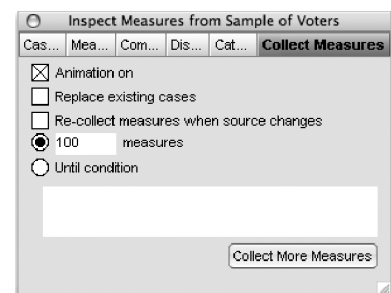 Inspect Measures from Sample of Voters
Cas... Mea... Com... Dis... Cat... Collect Measures
Animation on
Replace existing cases
Re-collect measures when source changes
100 measures
Until condition
Collect More Measures